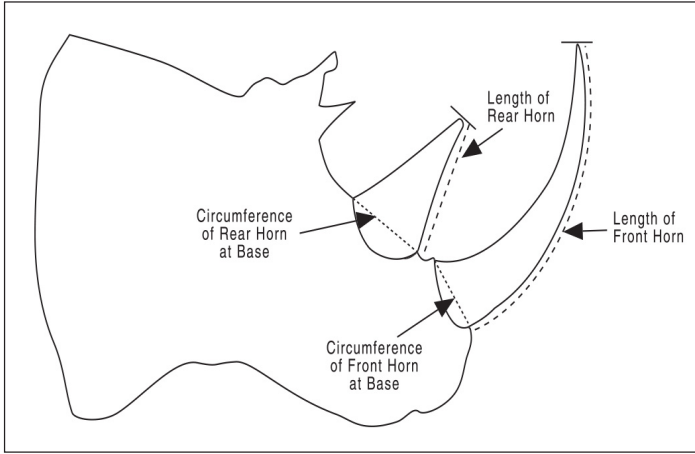 Length of
Rear Horn
Circumference
of Rear Horn
at Base
Length of
Front Horn
Circumference
of Front Horn
at Base